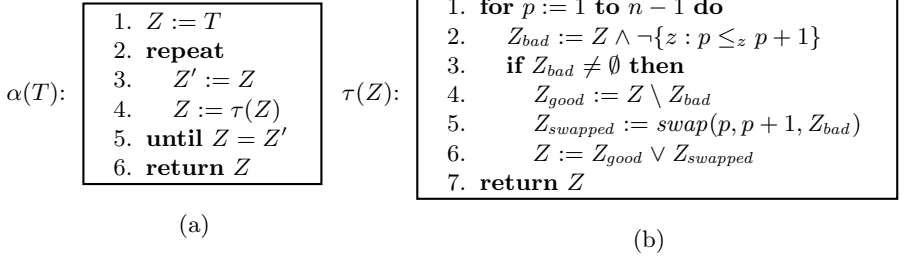 α(T):
1. Z := T
2. repeat
3. Z′ := Z
4. Z := τ(Z)
5. until Z = Z′
6. return Z
(a)
τ(Z):
1. for p := 1 to n − 1 do
2. Z_bad := Z ∧ ¬{z : p ≤_z p + 1}
3. if Z_bad ≠ ∅ then
4. Z_good := Z \ Z_bad
5. Z_swapped := swap(p, p + 1, Z_bad)
6. Z := Z_good ∨ Z_swapped
7. return Z
(b)